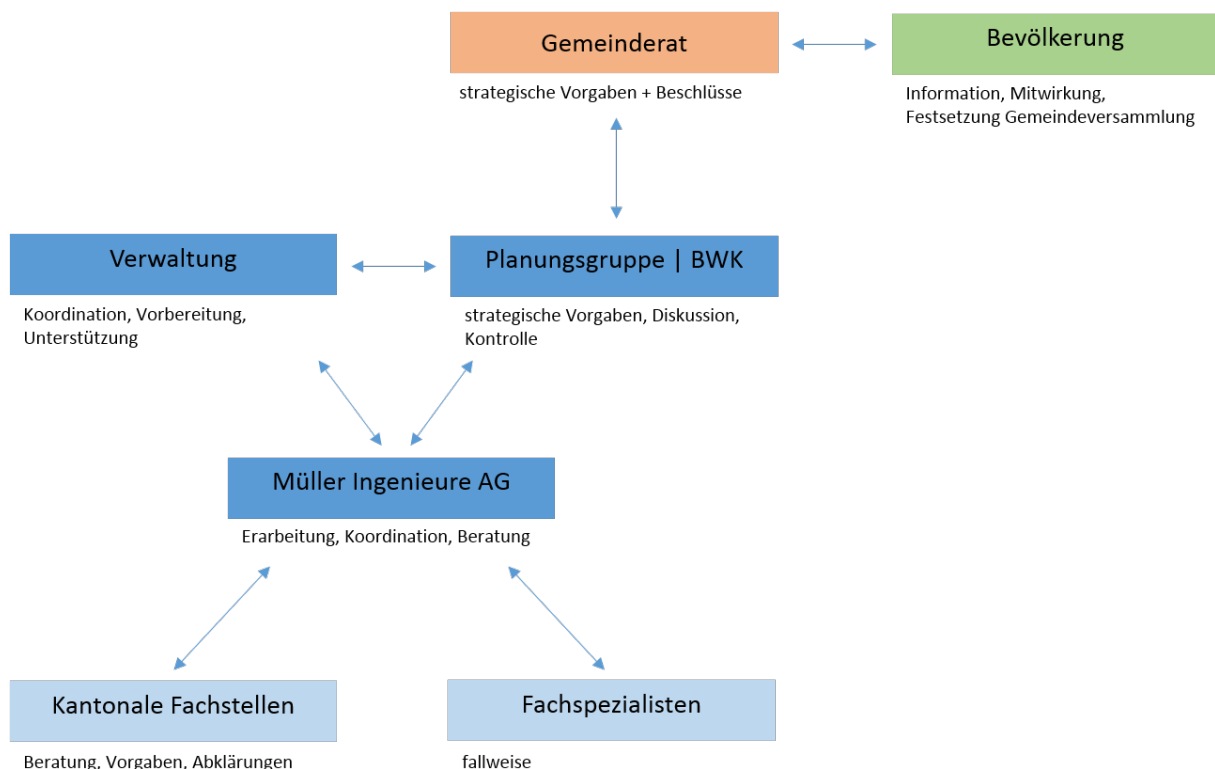 Gemeinderat
strategische Vorgaben + Beschlüsse
Bevölkerung
Information, Mitwirkung,
Festsetzung Gemeindeversammlung
Verwaltung
Koordination, Vorbereitung,
Unterstützung
Planungsgruppe | BWK
strategische Vorgaben, Diskussion,
Kontrolle
Müller Ingenieure AG
Erarbeitung, Koordination, Beratung
Kantonale Fachstellen
Beratung, Vorgaben, Abklärungen
Fachspezialisten
fallweise